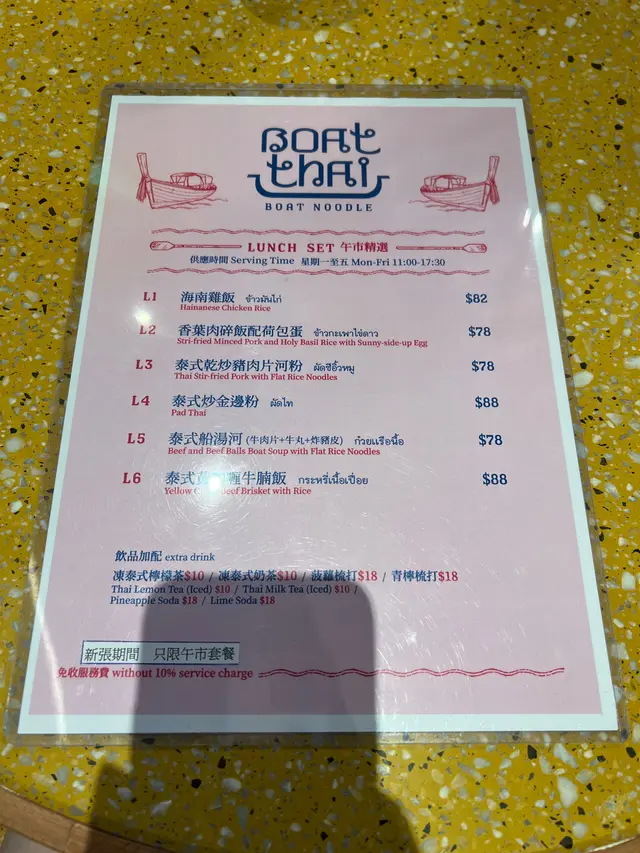 BOAT
THAI
BOAT NOODLE
LUNCH SET 午市精選
供應時間 Serving Time 星期一至五 Mon-Fri 11:00-17:30
L1 海南雞飯 ข้าวมันไก่ $82
Hainanese Chicken Rice
L2 香葉肉碎飯配荷包蛋 ข้าวกะเพาไข่ดาว $78
Stri-fried Minced Pork and Holy Basil Rice with Sunny-side-up Egg
L3 泰式乾炒豬肉片河粉 ผัดซีอิ๊วหมู $78
Thai Stir-fried Pork with Flat Rice Noodles
L4 泰式炒金邊粉 ผัดไท $88
Pad Thai
L5 泰式船湯河 (牛肉片+牛丸+炸豬皮) ก๋วยเเรือเนื้อ $78
Beef and Beef Balls Boat Soup with Flat Rice Noodles
L6 泰式 牛腩飯 กระหรี่เนื้อเปื่อย $88
Yellow Beef Brisket with Rice
飲品加配 extra drink
凍泰式檸檬茶$10 / 凍泰式奶茶$10 / 菠蘿梳打$18 / 青檸梳打$18
Thai Lemon Tea (Iced) $10 / Thai Milk Tea (Iced) $10 /
Pineapple Soda $18 / Lime Soda $18
新張期間 只限午市套餐
免收服務費 without 10% service charge